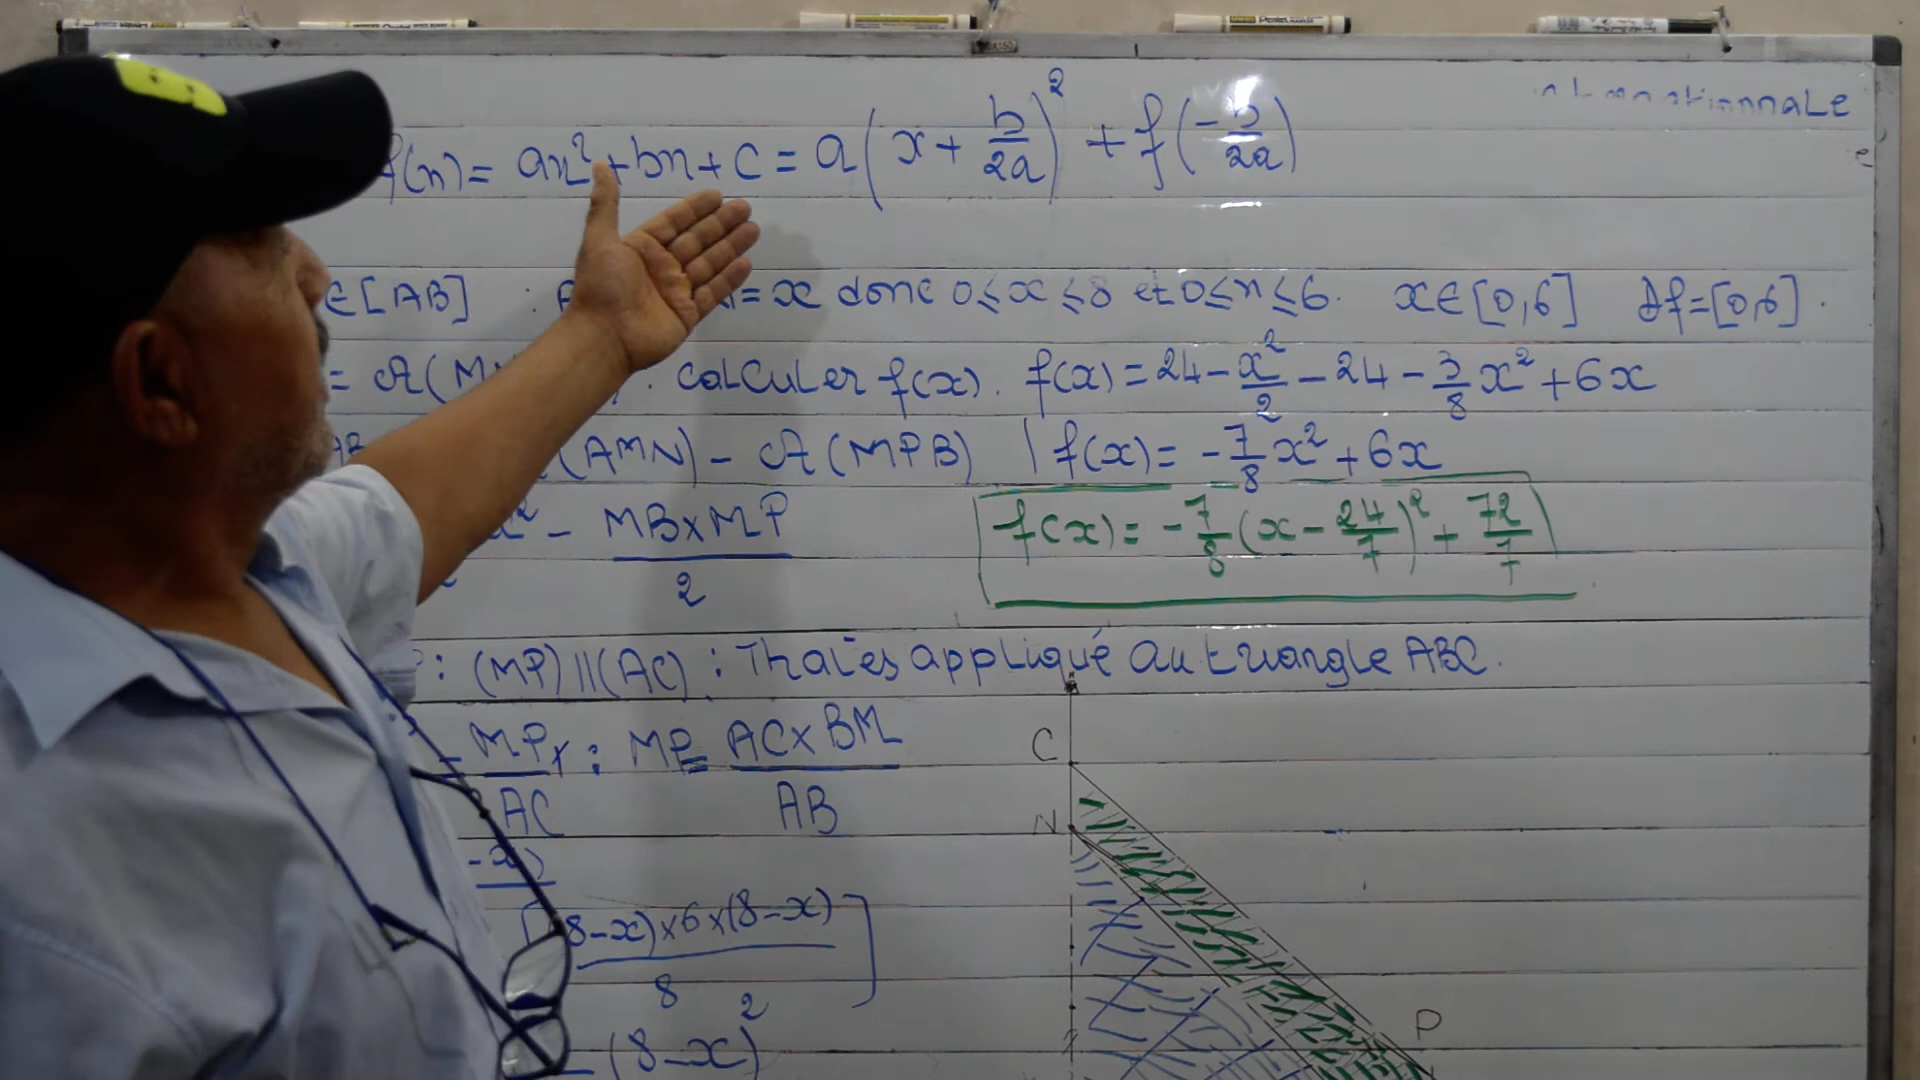 f(x) = ax² + bx + c = a(x + b/2a)² + f(-b/2a)
∈[AB] = x donc 0≤x≤8 et 0≤x≤6. x∈[0,6] Df=[0,6].
= A(M . calculer f(x). f(x) = 24 - x²/2 - 24 - 3/8 x² + 6x
(AMN) - A(MPB) | f(x) = -7/8 x² + 6x
² - MB×MP/2
f(x) = -7/8 (x - 24/7)² + 72/7
: (MP)||(AC) : Thalès appliqué au triangle ABC.
MP/AC : MP = AC×BM/AB
-x)
[(8-x)×6×(8-x)/8]
(8-x)²
C
N
P